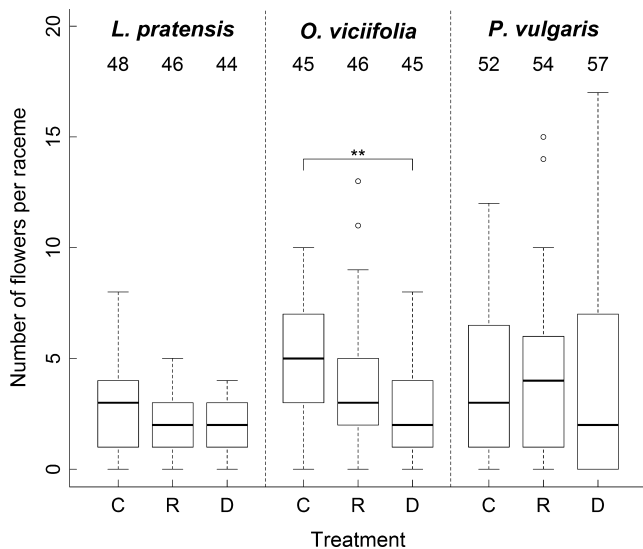 20
L. pratensis
O. viciifolia
P. vulgaris
48 46 44 45 46 45 52 54 57
15
**
10
5
0
Number of flowers per raceme
C R D C R D C R D
Treatment